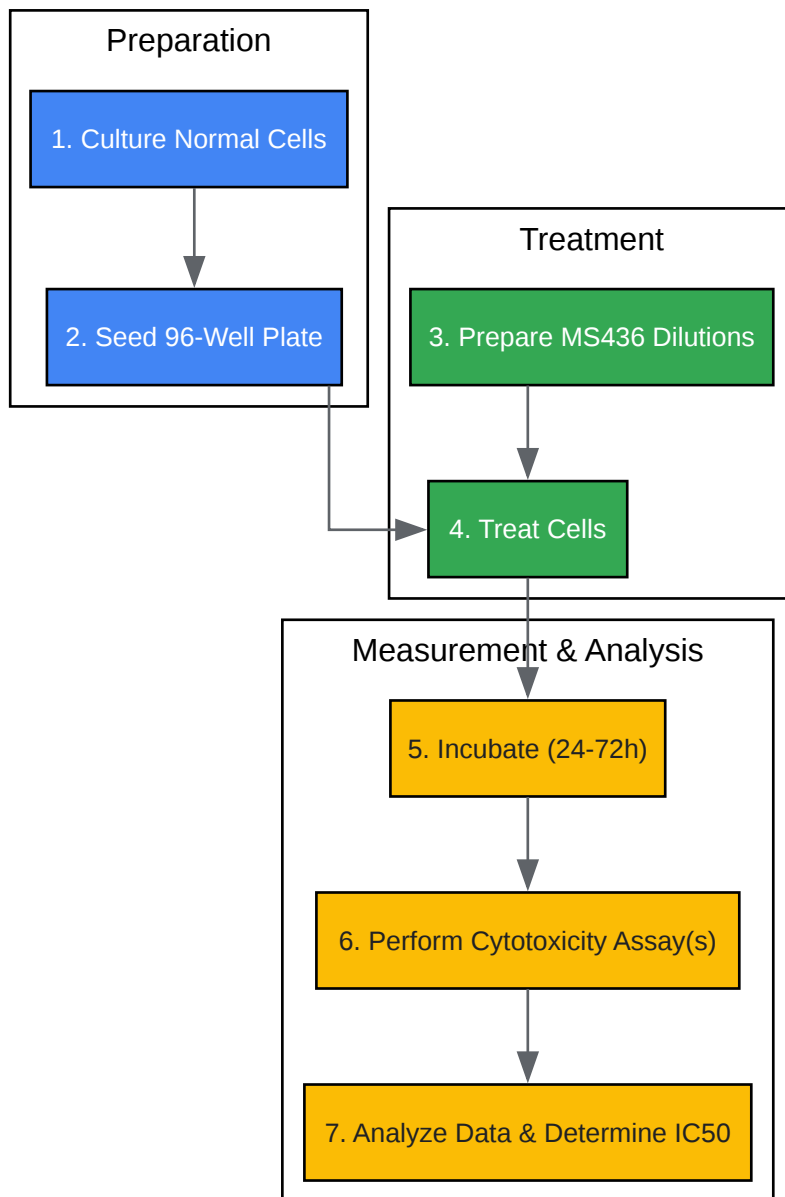 Preparation
1. Culture Normal Cells
2. Seed 96-Well Plate
Treatment
3. Prepare MS436 Dilutions
4. Treat Cells
Measurement & Analysis
5. Incubate (24-72h)
6. Perform Cytotoxicity Assay(s)
7. Analyze Data & Determine IC50